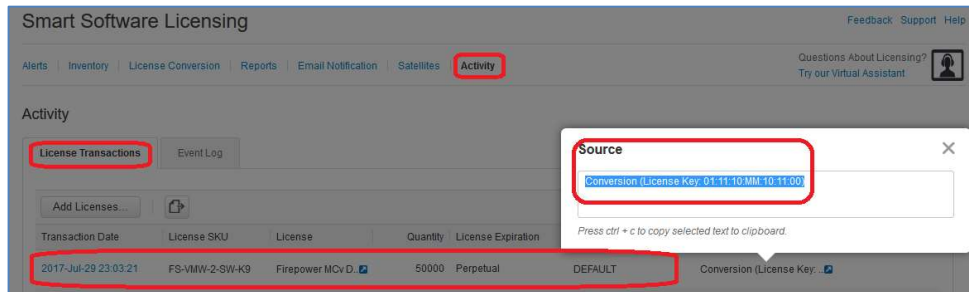 Smart Software Licensing
Feedback Support Help
Alerts Inventory License Conversion Reports Email Notification Satellites Activity
Questions About Licensing?
Try our Virtual Assistant
Activity
License Transactions Event Log
Source
Conversion (License Key: 01:11:10:MM:10:11:00)
Add Licenses...
Press ctrl + c to copy selected text to clipboard.
Transaction Date License SKU License Quantity License Expiration
2017-Jul-29 23:03:21 FS-VMW-2-SW-K9 Firepower MCv D.. 50000 Perpetual DEFAULT Conversion (License Key: ..